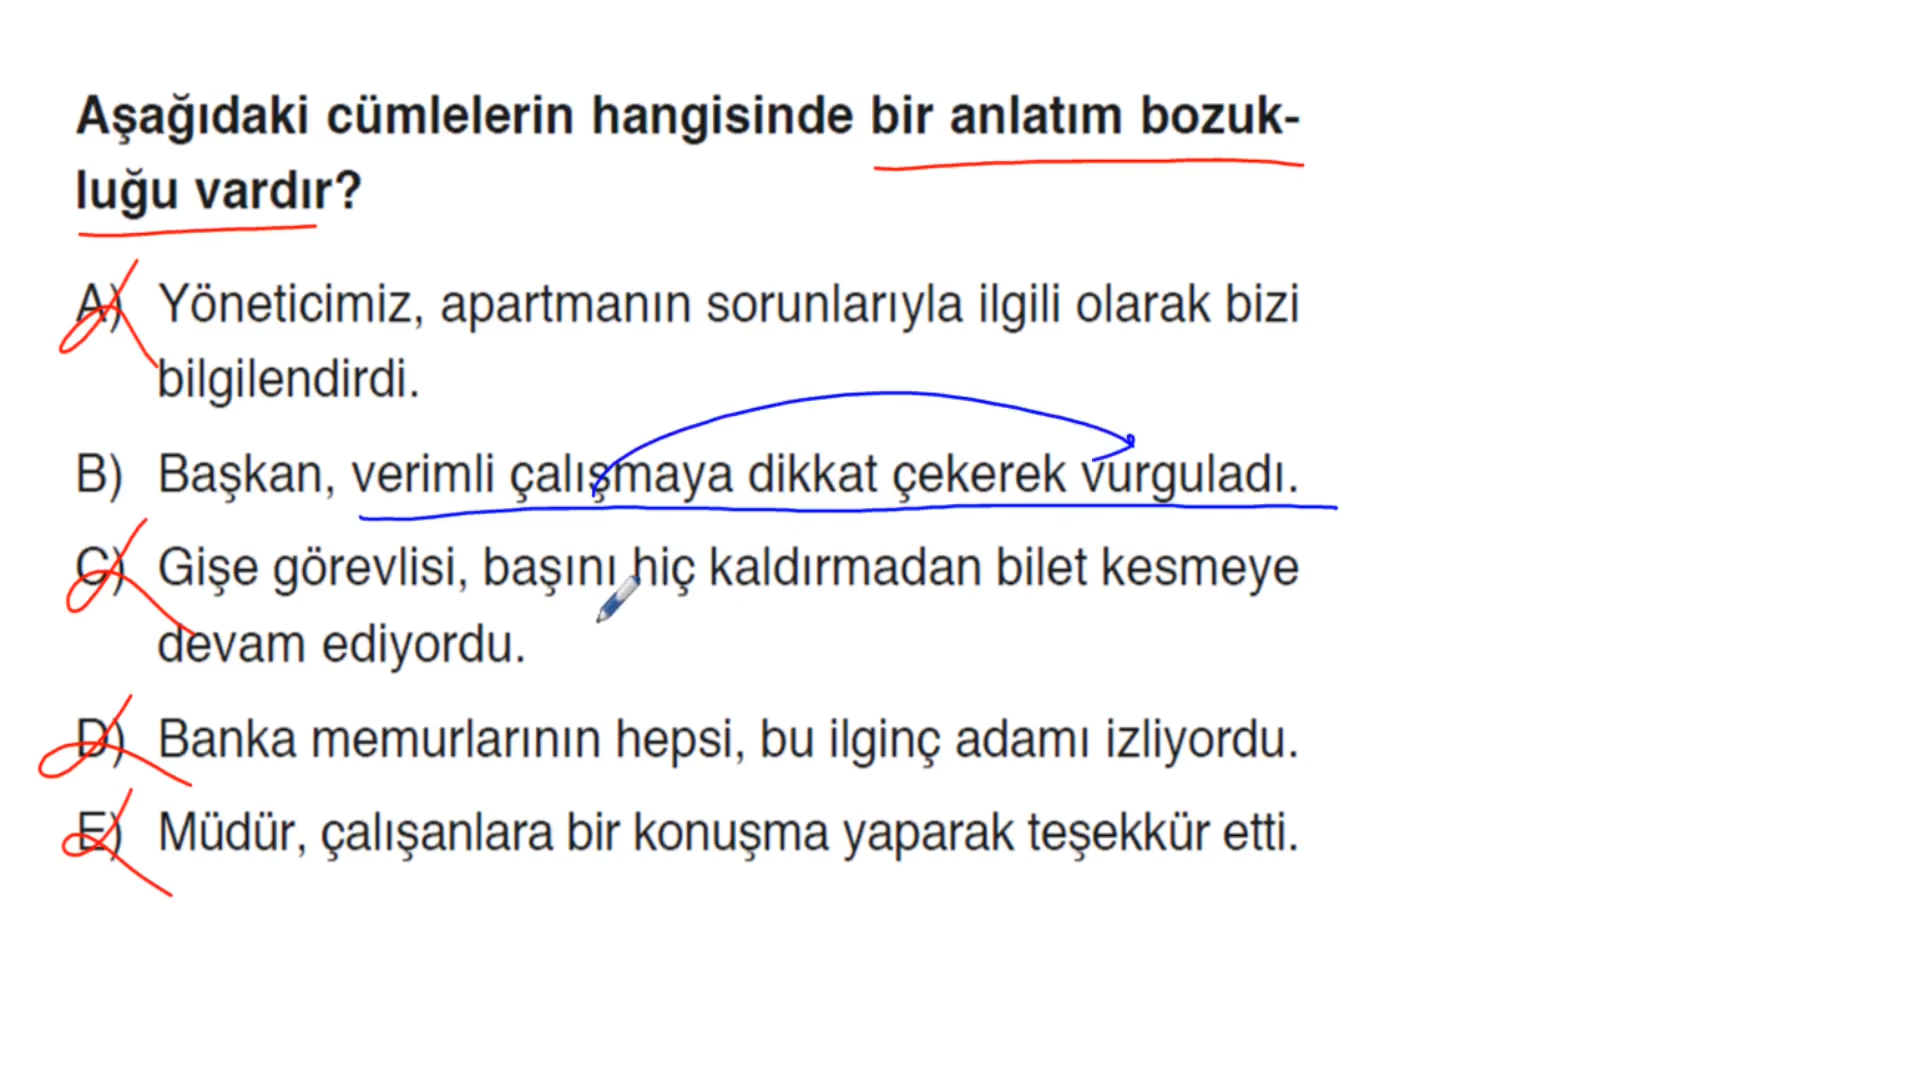 Aşağıdaki cümlelerin hangisinde bir anlatım bozuk-
luğu vardır?
A) Yöneticimiz, apartmanın sorunlarıyla ilgili olarak bizi
bilgilendirdi.
B) Başkan, verimli çalışmaya dikkat çekerek vurguladı.
C) Gişe görevlisi, başını hiç kaldırmadan bilet kesmeye
devam ediyordu.
D) Banka memurlarının hepsi, bu ilginç adamı izliyordu.
E) Müdür, çalışanlara bir konuşma yaparak teşekkür etti.